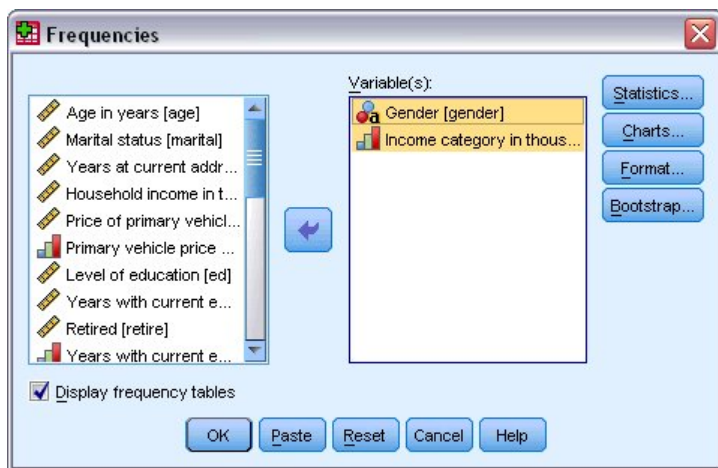 Frequencies
Age in years [age]
Marital status [marital]
Years at current addr...
Household income in t...
Price of primary vehicl...
Primary vehicle price ...
Level of education [ed]
Years with current e...
Retired [retire]
Years with current e...
Variable(s):
a Gender [gender]
Income category in thous...
Statistics...
Charts...
Format...
Bootstrap...
Display frequency tables
OK
Paste
Reset
Cancel
Help